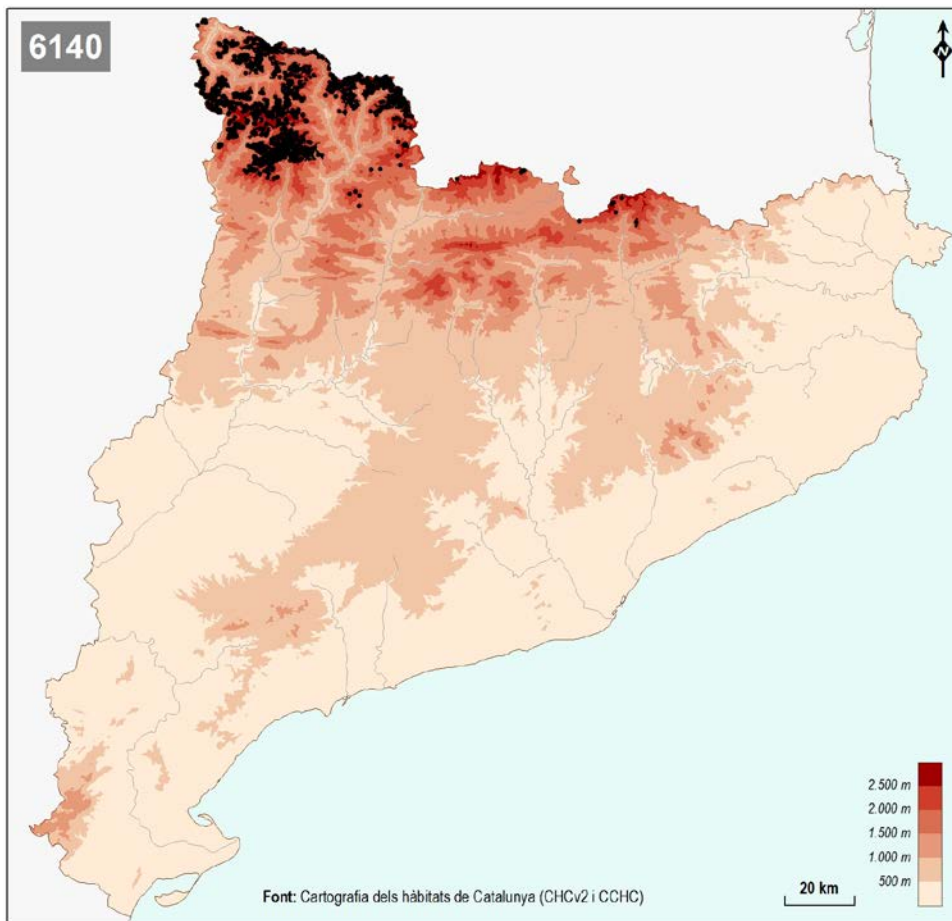 6140
N
2.500 m
2.000 m
1.500 m
1.000 m
500 m
Font: Cartografia dels hàbitats de Catalunya (CHCv2 i CCHC)
20 km